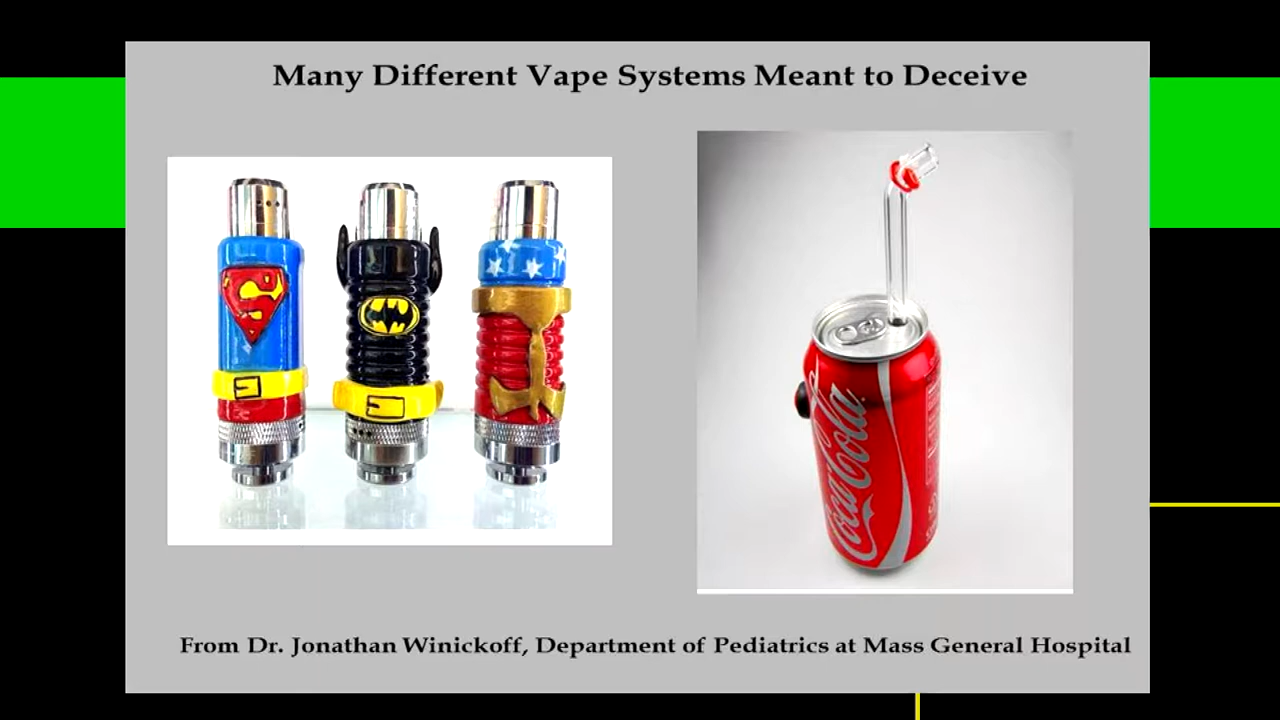 Many Different Vape Systems Meant to Deceive
Coca-Cola
From Dr. Jonathan Winickoff, Department of Pediatrics at Mass General Hospital